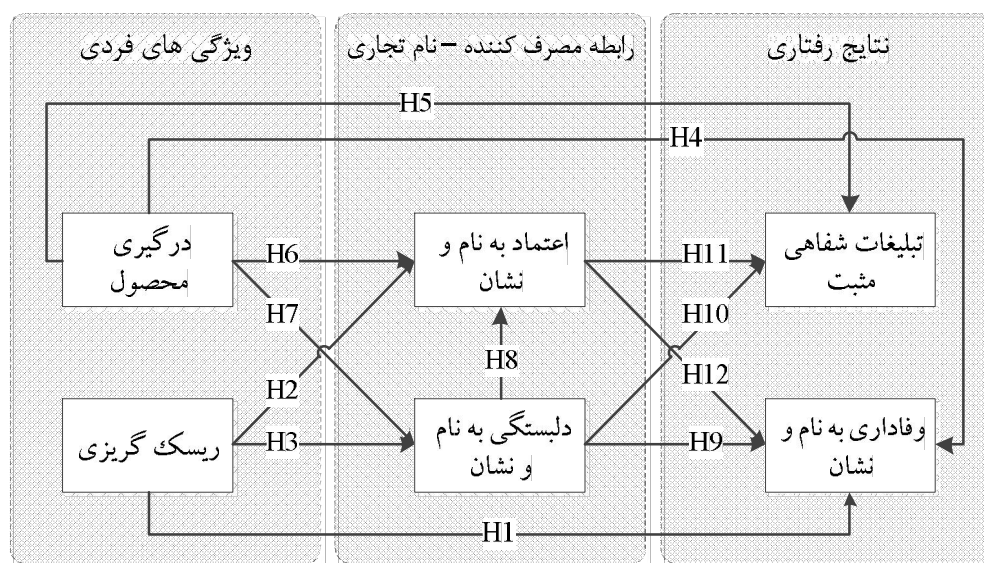 ویژگی های فردی
رابطه مصرف کننده – نام تجاری
نتایج رفتاری
H5
H4
درگیری
محصول
اعتماد به نام و
نشان
تبلیغات شفاهی
مثبت
H6
H11
H7
H10
H2
H8
H12
ریسک گریزی
دلبستگی به نام
و نشان
وفاداری به نام و
نشان
H3
H9
H1